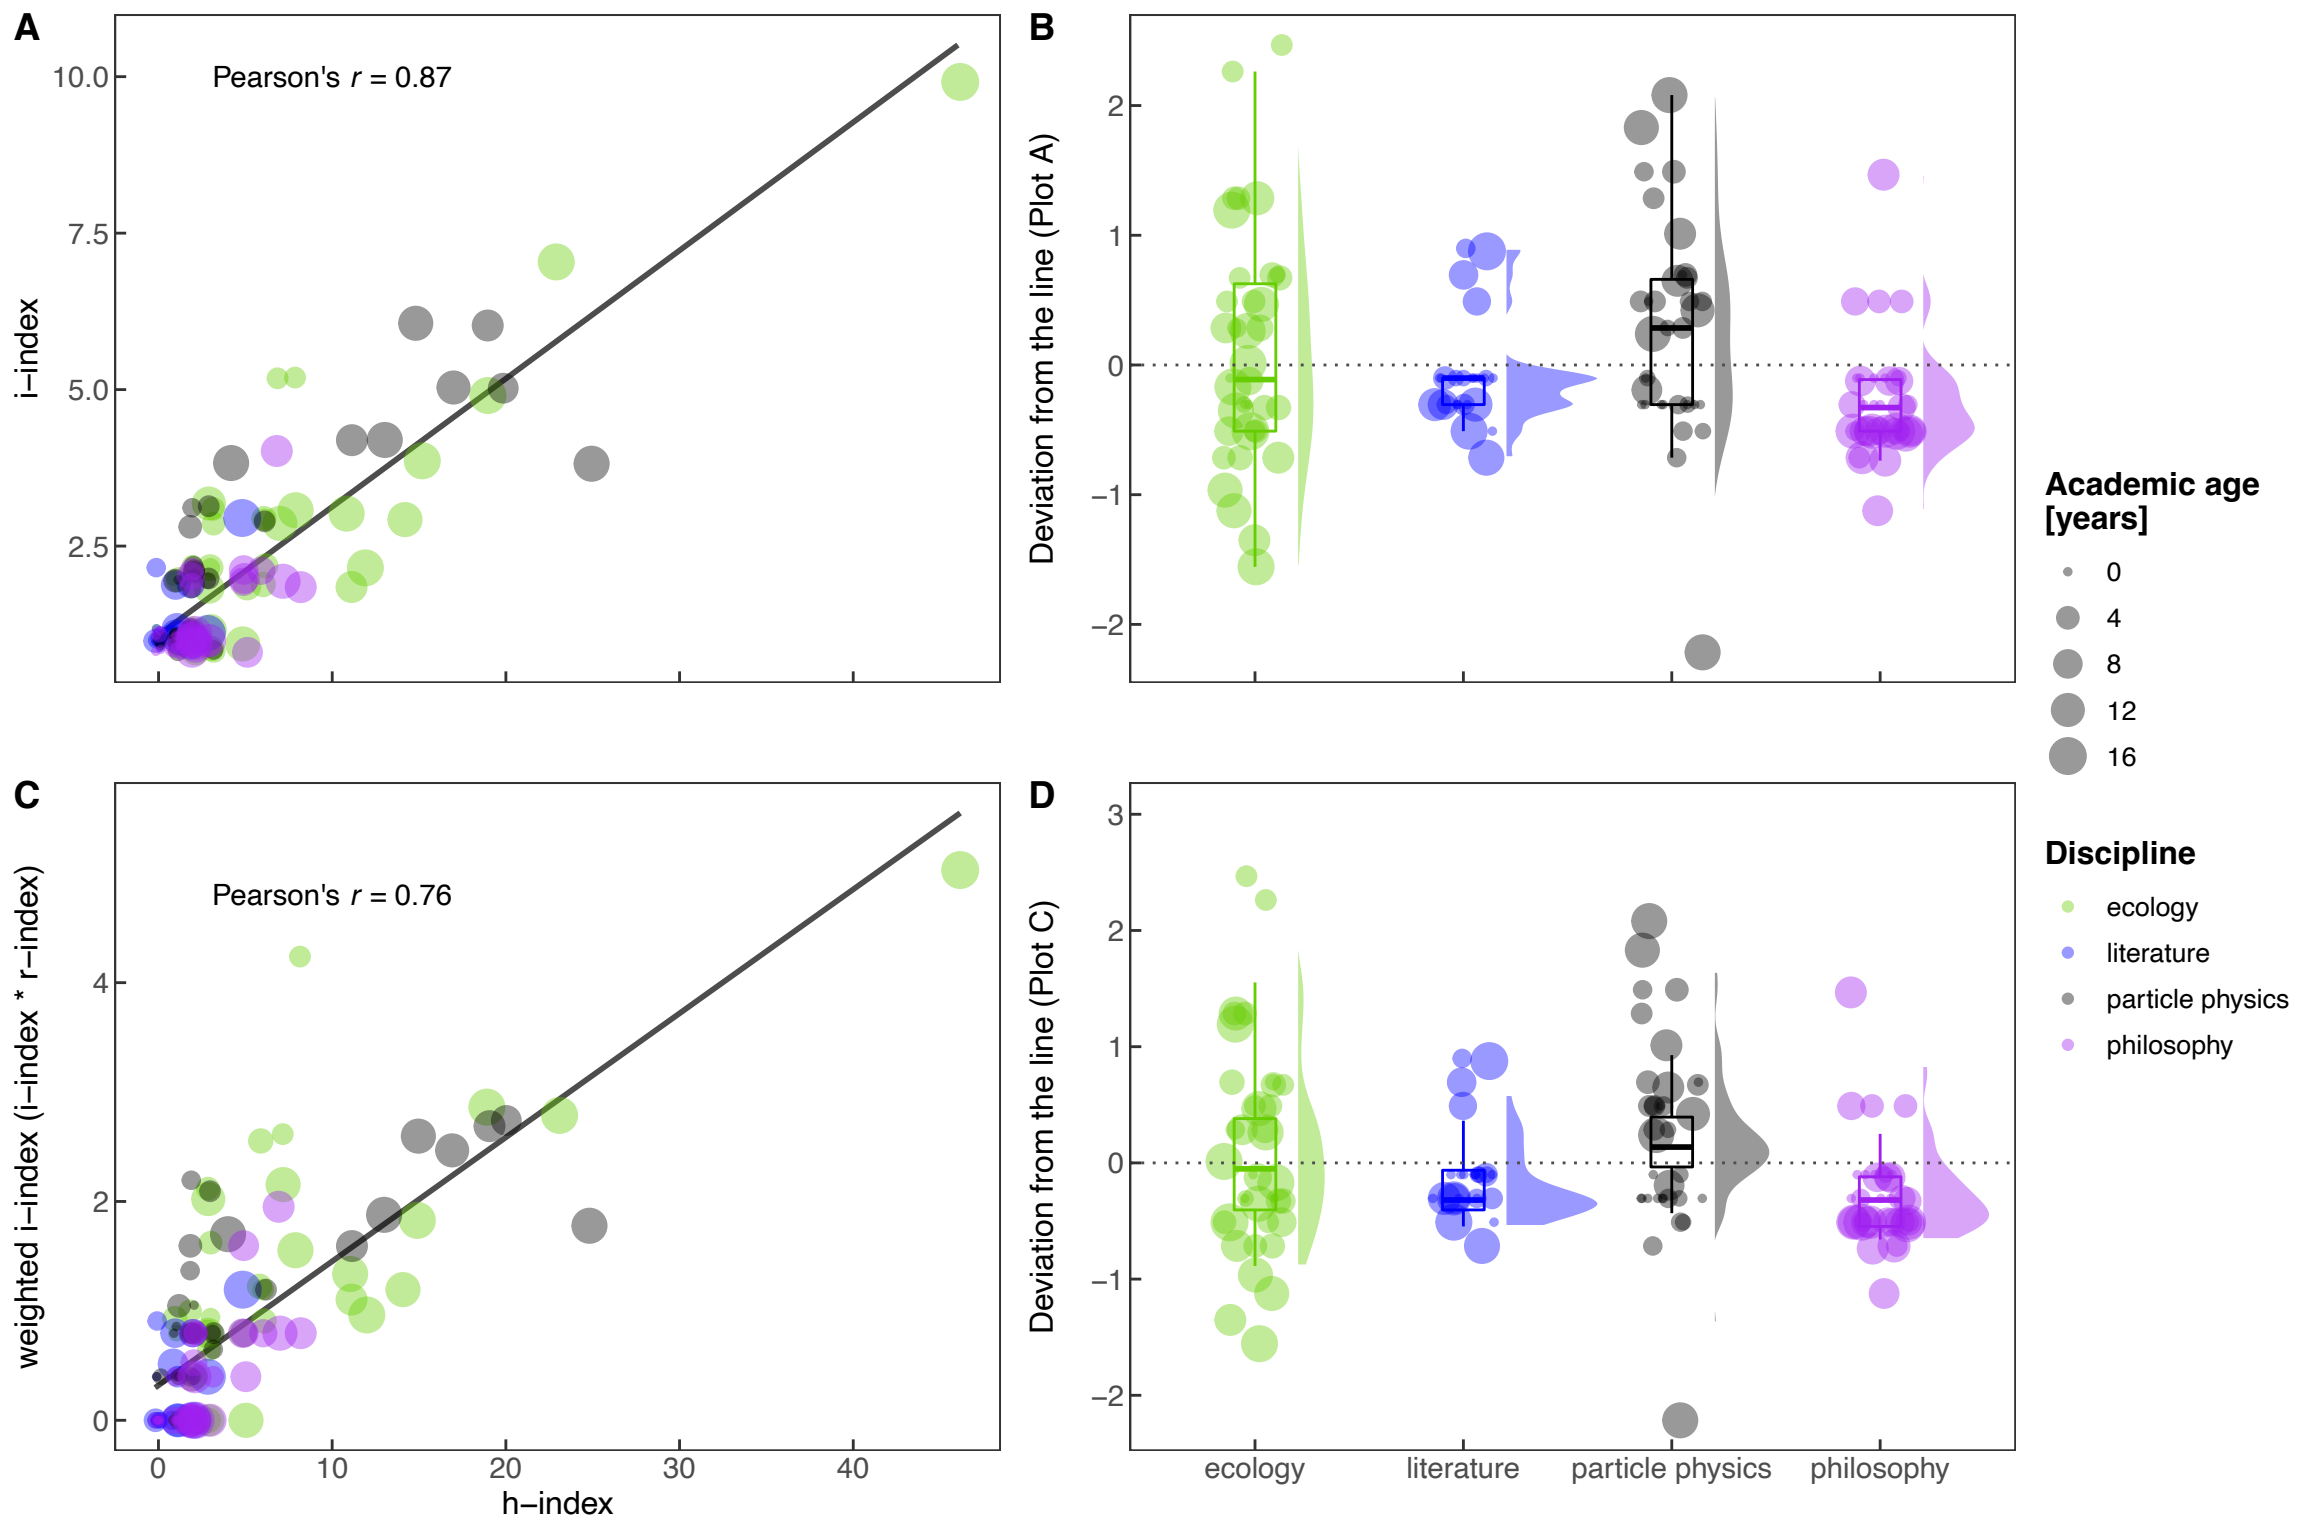 A
Pearson's r = 0.87
10.0
7.5
5.0
2.5
i−index
B
2
1
0
−1
−2
Deviation from the line (Plot A)
C
Pearson's r = 0.76
4
2
0
weighted i−index (i−index * r−index)
0 10 20 30 40
h−index
D
3
2
1
0
−1
−2
Deviation from the line (Plot C)
ecology literature particle physics philosophy
Academic age
[years]
0
4
8
12
16
Discipline
ecology
literature
particle physics
philosophy